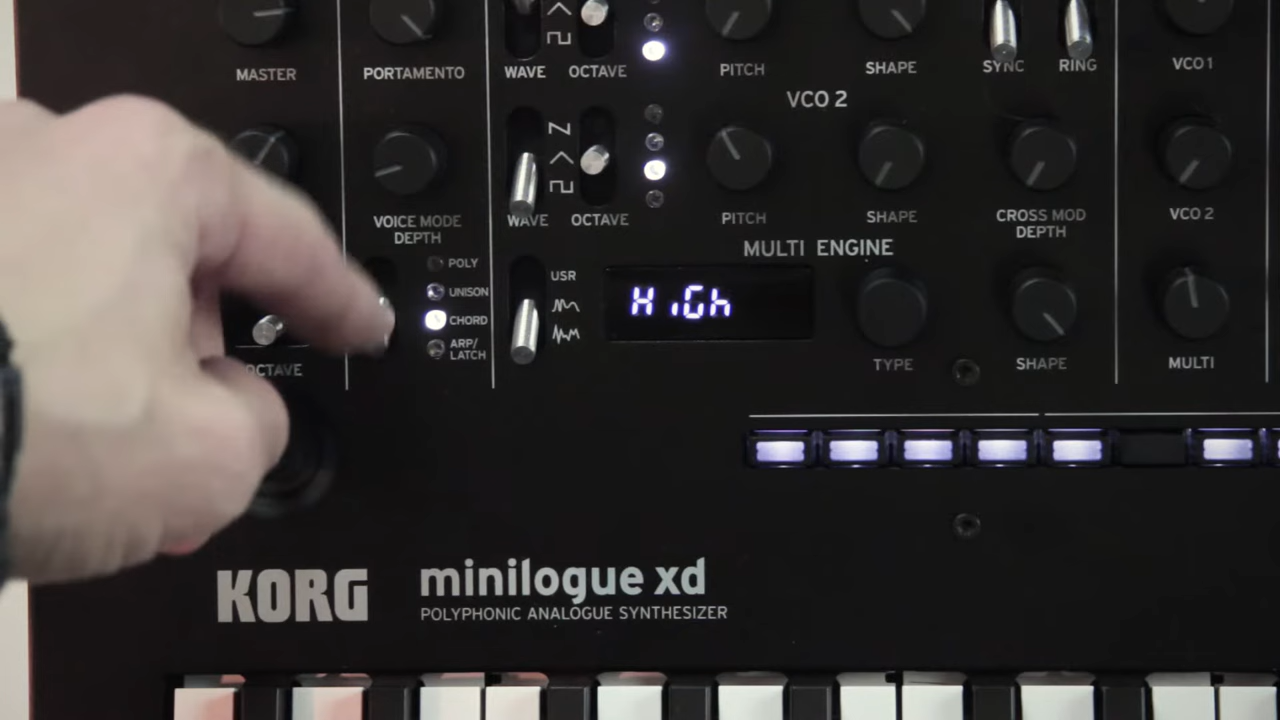 MASTER
PORTAMENTO
WAVE
OCTAVE
PITCH
SHAPE
SYNC
RING
VCO 1
VCO 2
WAVE
OCTAVE
PITCH
SHAPE
CROSS MOD
DEPTH
VCO 2
VOICE MODE
DEPTH
MULTI ENGINE
POLY
UNISON
CHORD
ARP/
LATCH
USR
HiGh
TYPE
SHAPE
MULTI
OCTAVE
KORG
minilogue xd
POLYPHONIC ANALOGUE SYNTHESIZER